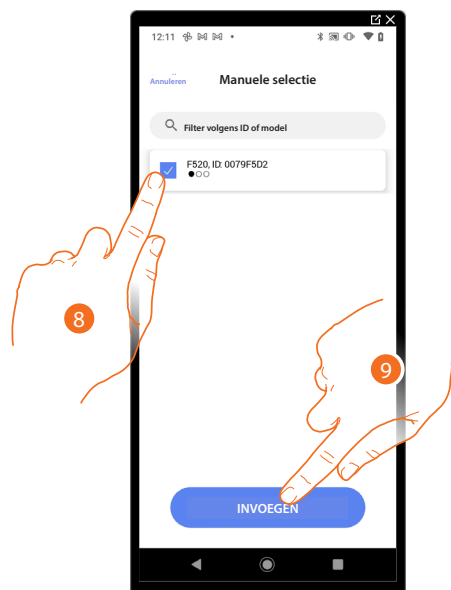 12:11
Annuleren Manuele selectie
Filter volgens ID of model
F520, ID: 0079F5D2
8
9
INVOEGEN